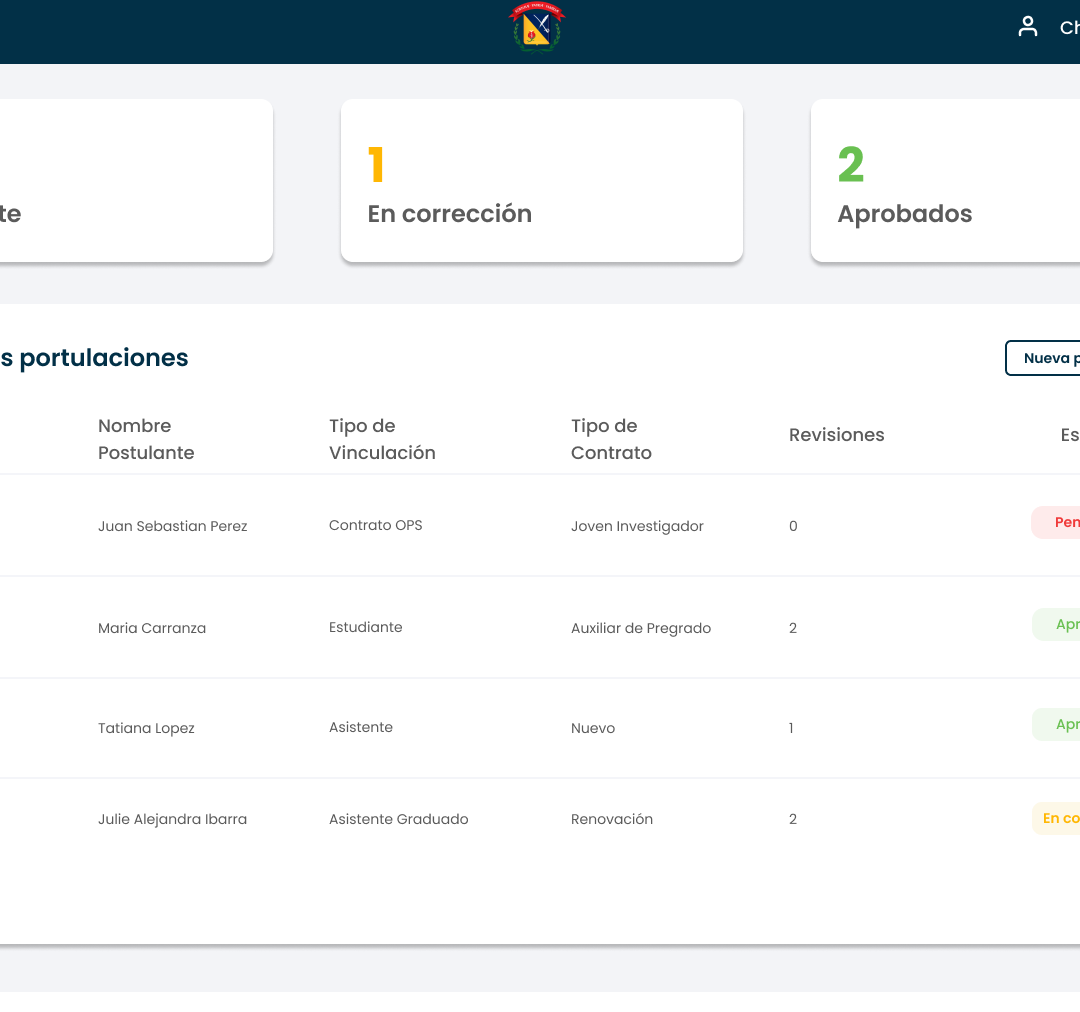 Ch
1
2
te
En corrección
Aprobados
s portulaciones
Nueva p
Nombre
Postulante
Tipo de
Vinculación
Tipo de
Contrato
Revisiones
Es
Juan Sebastian Perez
Contrato OPS
Joven Investigador
0
Pen
Maria Carranza
Estudiante
Auxiliar de Pregrado
2
Apr
Tatiana Lopez
Asistente
Nuevo
1
Apr
Julie Alejandra Ibarra
Asistente Graduado
Renovación
2
En co